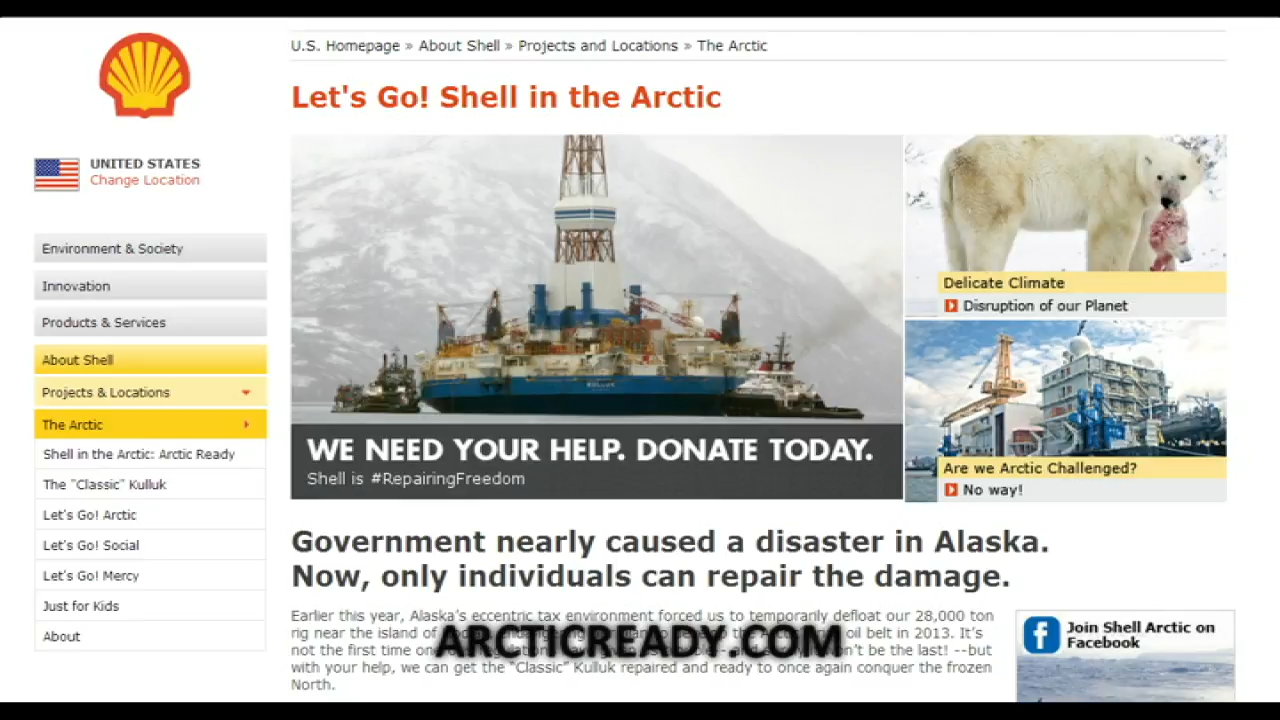 U.S. Homepage » About Shell » Projects and Locations » The Arctic
Let's Go! Shell in the Arctic
UNITED STATES
Change Location
Environment & Society
Innovation
Products & Services
About Shell
Projects & Locations
The Arctic
Shell in the Arctic: Arctic Ready
The "Classic" Kulluk
Let's Go! Arctic
Let's Go! Social
Let's Go! Mercy
Just for Kids
About
WE NEED YOUR HELP. DONATE TODAY.
Shell is #RepairingFreedom
Delicate Climate
Disruption of our Planet
Are we Arctic Challenged?
No way!
Government nearly caused a disaster in Alaska.
Now, only individuals can repair the damage.
Earlier this year, Alaska's eccentric tax environment forced us to temporarily defloat our 28,000 ton
rig near the island of the oil belt in 2013. It's
not the first time be the last! --but
with your help, we can get the "Classic" Kulluk repaired and ready to once again conquer the frozen
North.
ARCTICREADY.COM
Join Shell Arctic on
Facebook